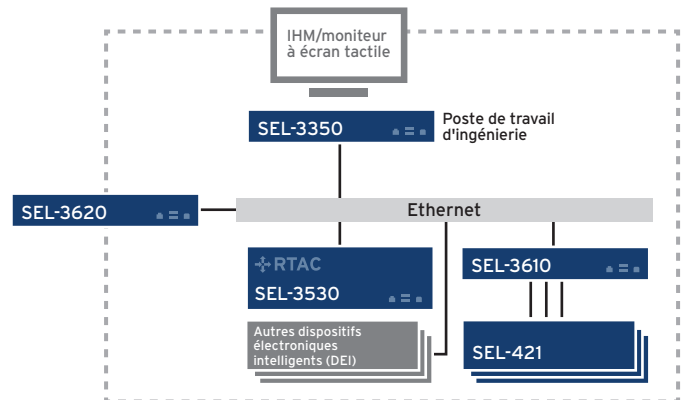 IHM/moniteur
à écran tactile
SEL-3350
Poste de travail
d'ingénierie
SEL-3620
Ethernet
RTAC
SEL-3530
SEL-3610
Autres dispositifs
électroniques
intelligents (DEI)
SEL-421